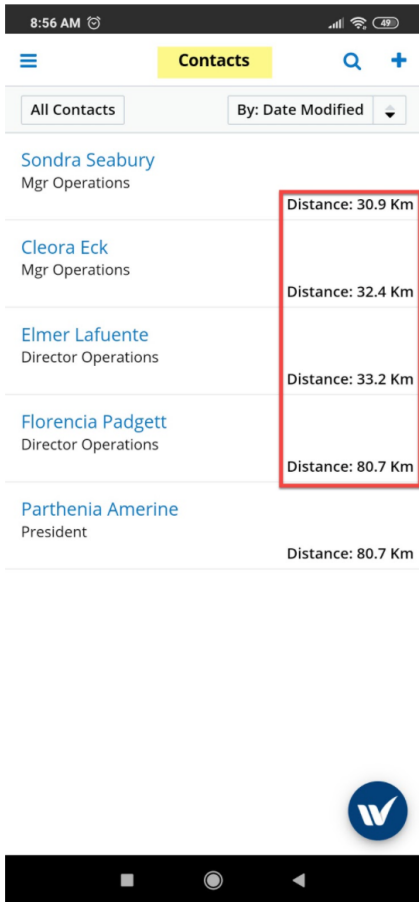 8:56 AM 49
Contacts
All Contacts By: Date Modified
Sondra Seabury
Mgr Operations
Distance: 30.9 Km
Cleora Eck
Mgr Operations
Distance: 32.4 Km
Elmer Lafuente
Director Operations
Distance: 33.2 Km
Florencia Padgett
Director Operations
Distance: 80.7 Km
Parthenia Amerine
President
Distance: 80.7 Km